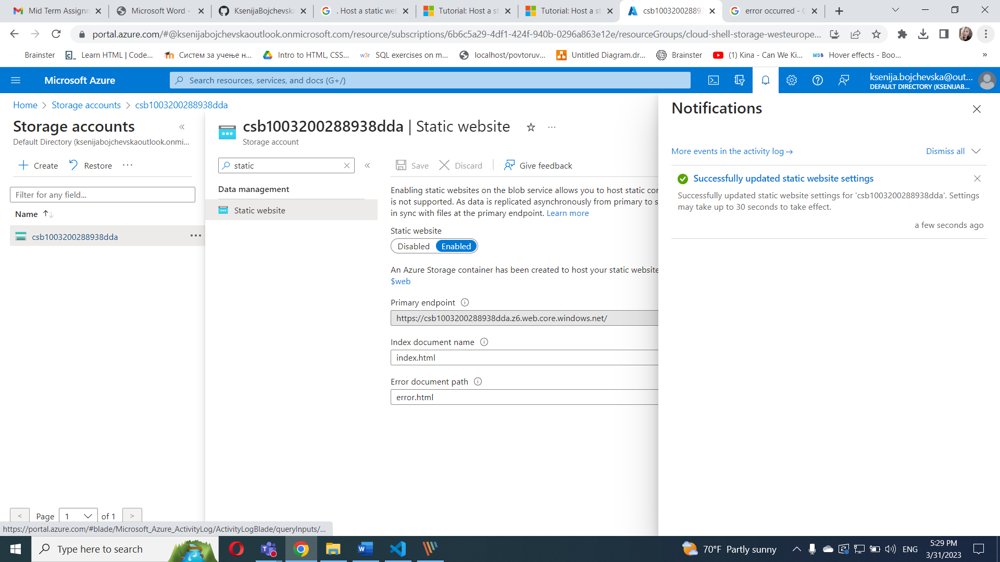 Mid Term Assignm
Microsoft Word -
KsenijaBojchevska
. Host a static web
Tutorial: Host a st
Tutorial: Host a st
csb100320028893
error occurred - G
portal.azure.com/#@ksenijabojchevskaoutlook.onmicrosoft.com/resource/subscriptions/6b6c5a29-4df1-424f-940b-0296a863e12e/resourceGroups/cloud-shell-storage-westeurope...
Brainster
Learn HTML | Code...
Систем за учење н...
Intro to HTML, CSS...
SQL exercises on m...
localhost/povtoruv...
Untitled Diagram.dr...
Brainster
(1) Kina - Can We Ki...
Hover effects - Boo...
»
Microsoft Azure
Search resources, services, and docs (G+/)
ksenija.bojchevska@out...
DEFAULT DIRECTORY (KSENIJAB...
Home > Storage accounts > csb1003200288938dda
Storage accounts
Default Directory (ksenijabojchevskaoutlook.onmi...
+ Create
Restore
...
Filter for any field...
Name ↑↓
csb1003200288938dda
...
< Page 1 of 1 >
csb1003200288938dda | Static website
Storage account
static
Data management
Static website
Save
Discard
Give feedback
Enabling static websites on the blob service allows you to host static con
is not supported. As data is replicated asynchronously from primary to s
in sync with files at the primary endpoint. Learn more
Static website
Disabled Enabled
An Azure Storage container has been created to host your static website
$web
Primary endpoint
https://csb1003200288938dda.z6.web.core.windows.net/
Index document name
index.html
Error document path
error.html
Notifications
More events in the activity log →
Dismiss all
Successfully updated static website settings
Successfully updated static website settings for 'csb1003200288938dda'. Settings
may take up to 30 seconds to take effect.
a few seconds ago
https://portal.azure.com/#blade/Microsoft_Azure_ActivityLog/ActivityLogBlade/queryInputs/...
Type here to search
70°F Partly sunny
ENG
5:29 PM
3/31/2023